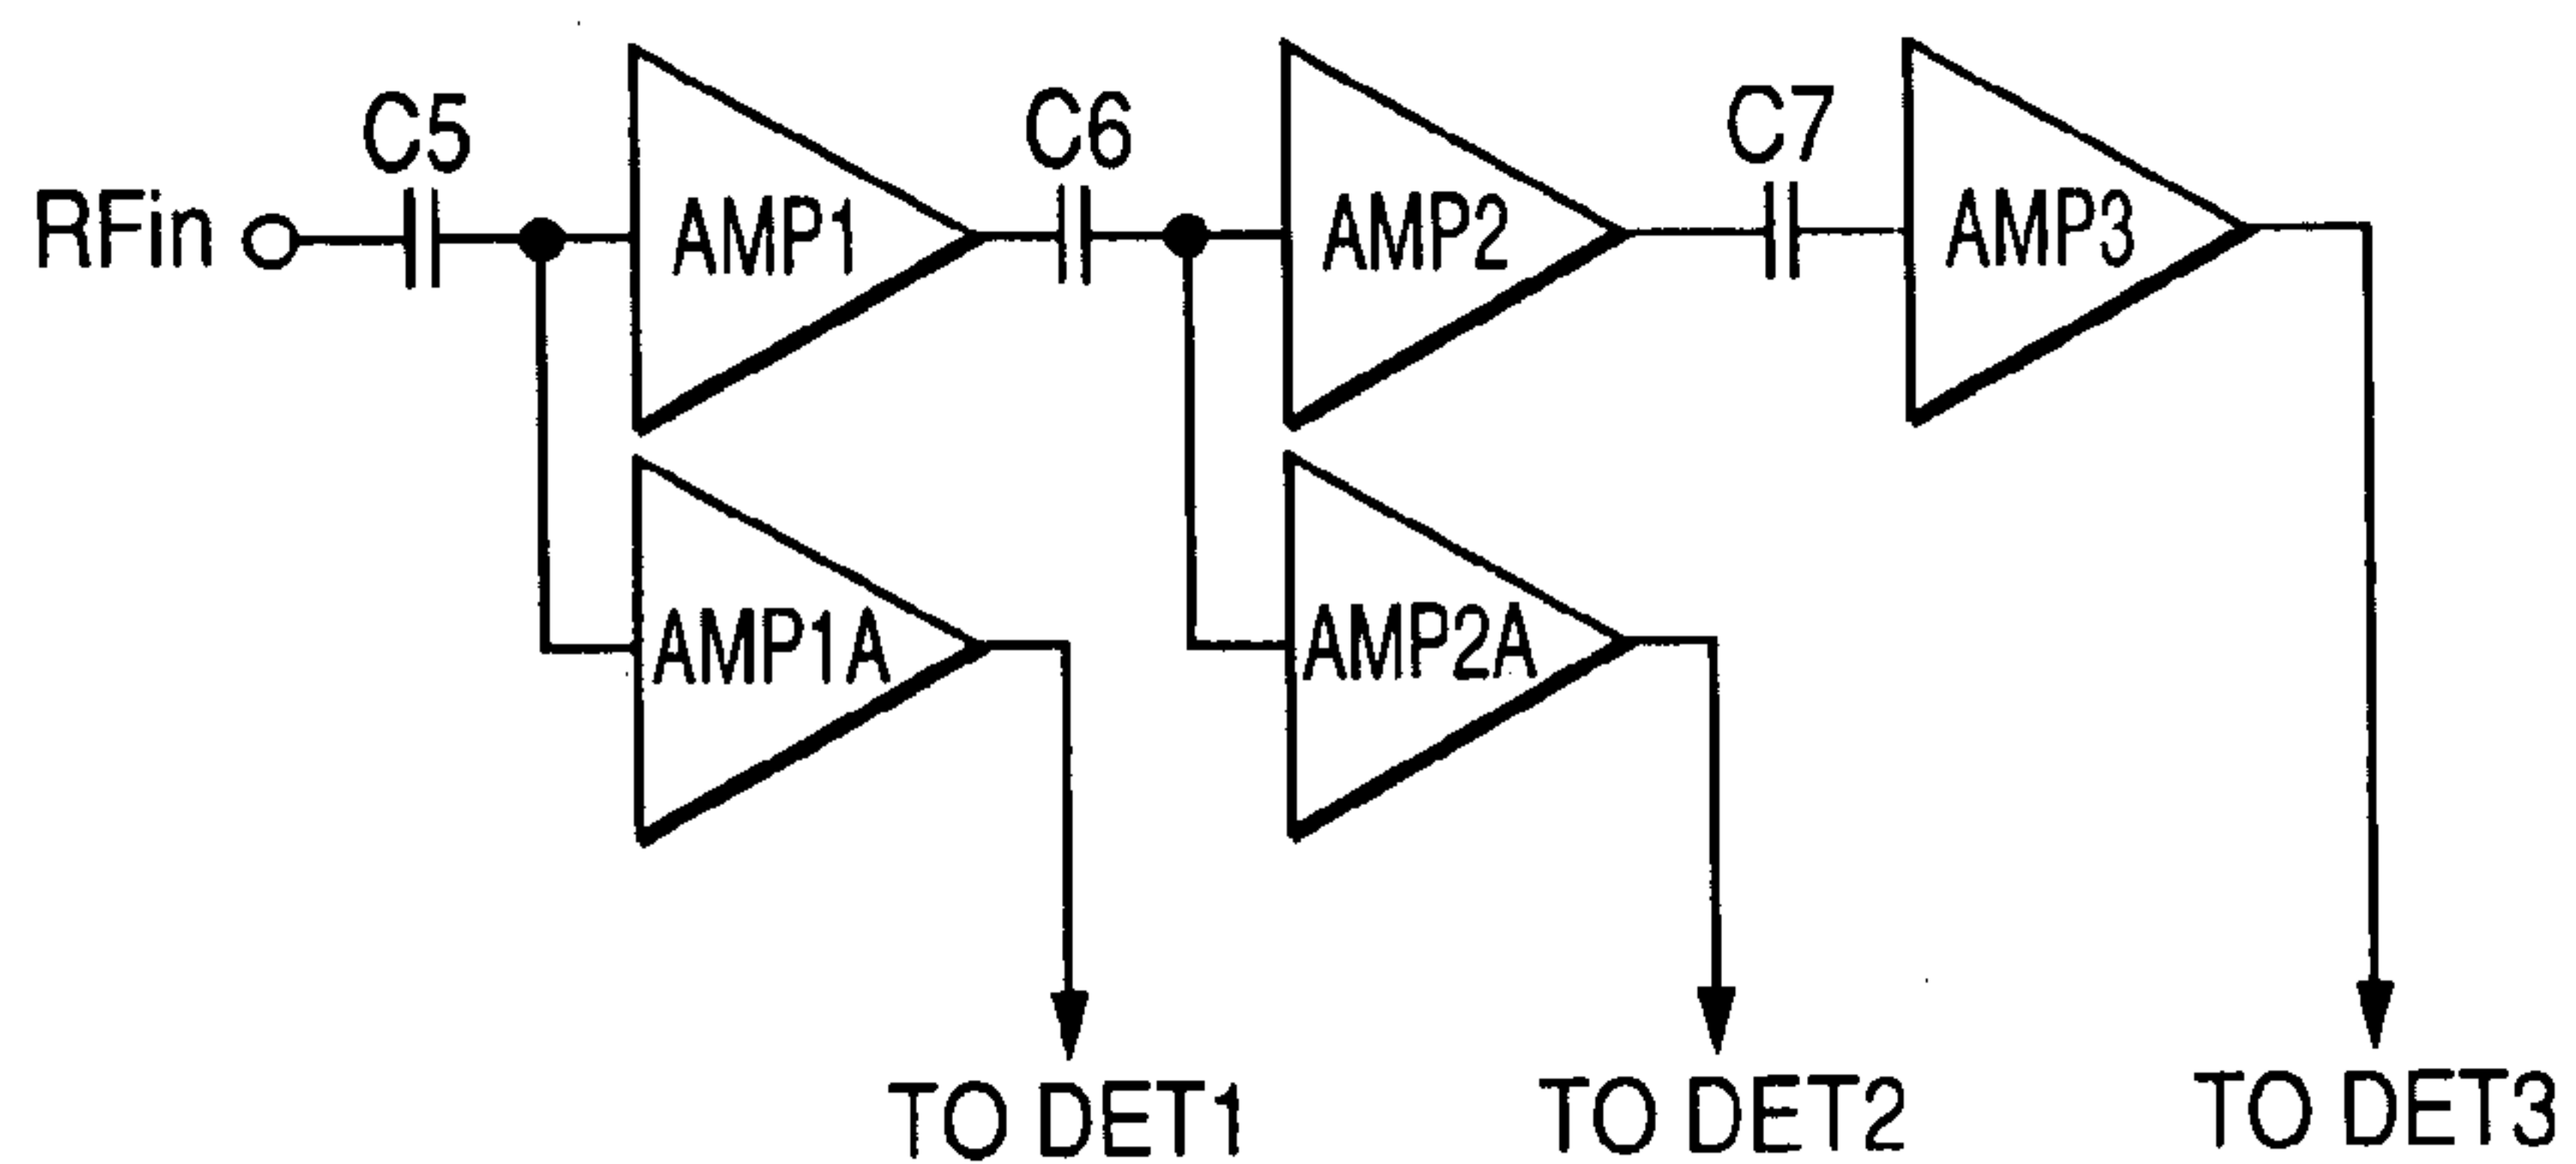 C5
C6
C7
RFin
AMP1
AMP2
AMP3
AMP1A
AMP2A
TO DET1
TO DET2
TO DET3